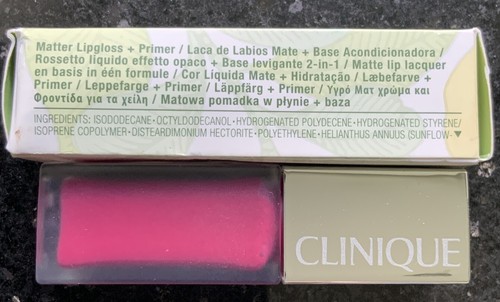 Matter Lipgloss + Primer / Laca de Labios Mate + Base Acondicionadora /
Rossetto liquido effetto opaco + Base levigante 2-in-1 / Matte lip lacquer
en basis in één formule / Cor Líquida Mate + Hidratação / Læbefarve +
Primer / Leppefarge + Primer / Läppfärg + Primer / Υγρό Ματ χρώμα και
Φροντίδα για τα χείλη / Matowa pomadka w płynie + baza
INGREDIENTS: ISODODECANE•OCTYLDODECANOL•HYDROGENATED POLYDECENE•HYDROGENATED STYRENE/
ISOPRENE COPOLYMER•DISTEARDIMONIUM HECTORITE•POLYETHYLENE•HELIANTHUS ANNUUS (SUNFLOW-▼
CLINIQUE